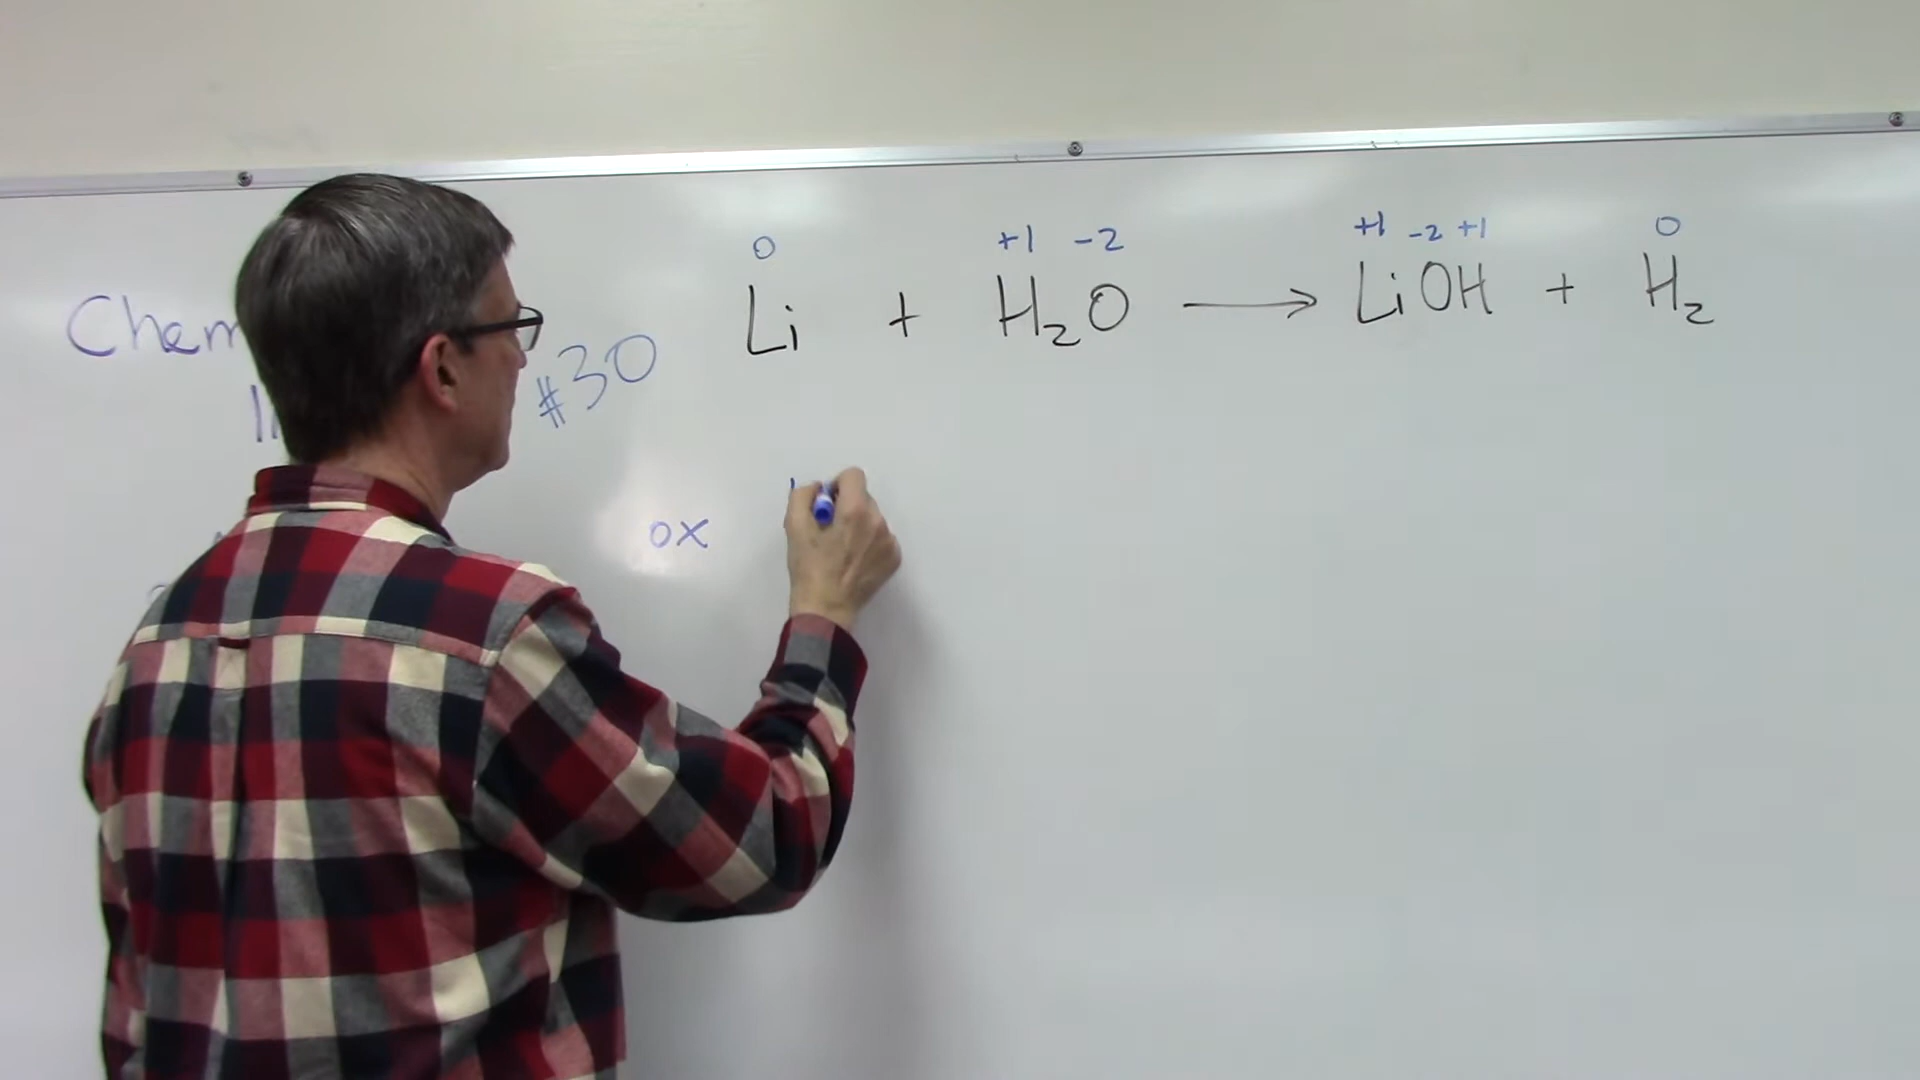 0 +1 -2 +1 -2 +1 0
Li + H₂O ⟶ LiOH + H₂
Chem
#30
ox